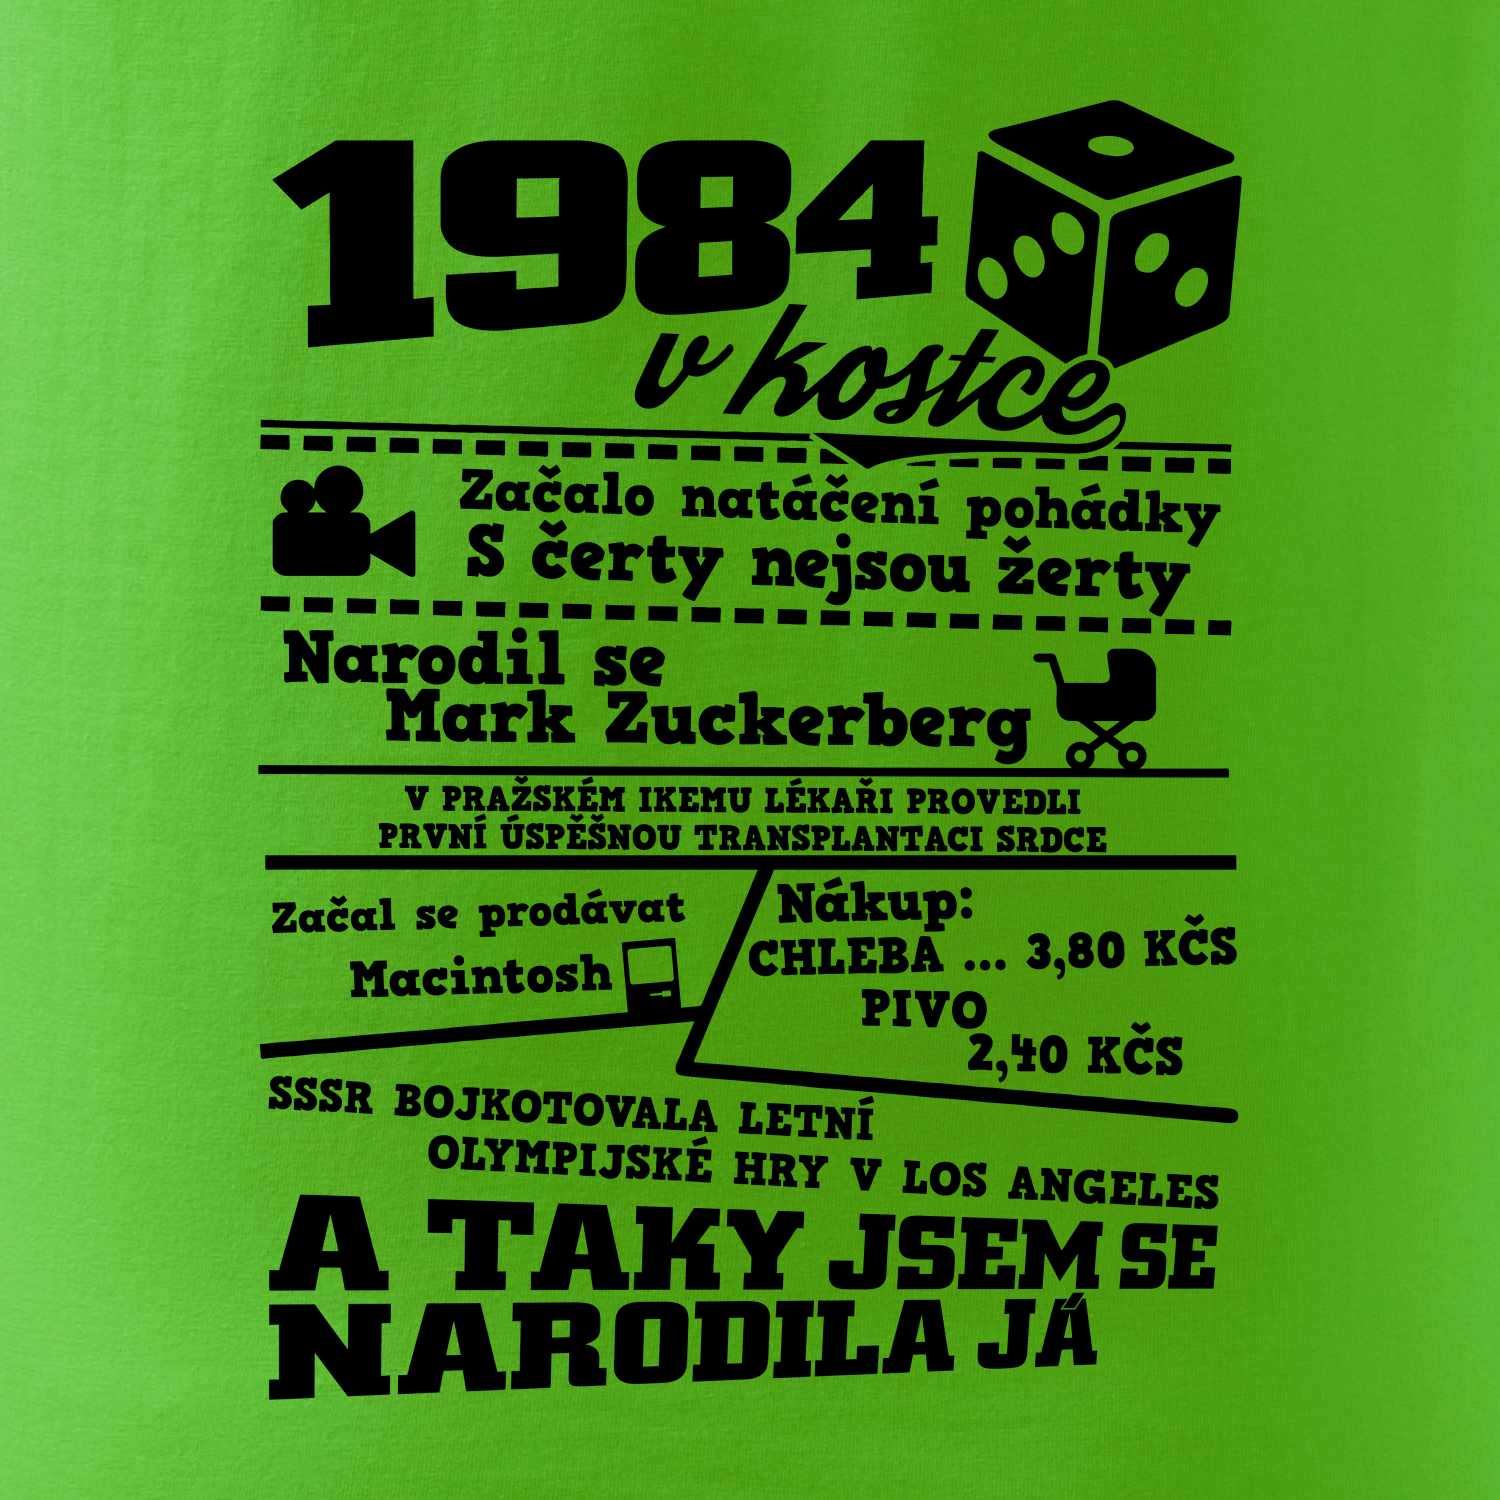 1984
v kostce
Začalo natáčení pohádky
S čerty nejsou žerty
Narodil se
Mark Zuckerberg
V PRAŽSKÉM IKEMU LÉKAŘI PROVEDLI
PRVNÍ ÚSPĚŠNOU TRANSPLANTACI SRDCE
Začal se prodávat
Macintosh
Nákup:
CHLEBA ... 3,80 KČS
PIVO
2,40 KČS
SSSR BOJKOTOVALA LETNÍ
OLYMPIJSKÉ HRY V LOS ANGELES
A TAKY JSEM SE
NARODILA JÁ